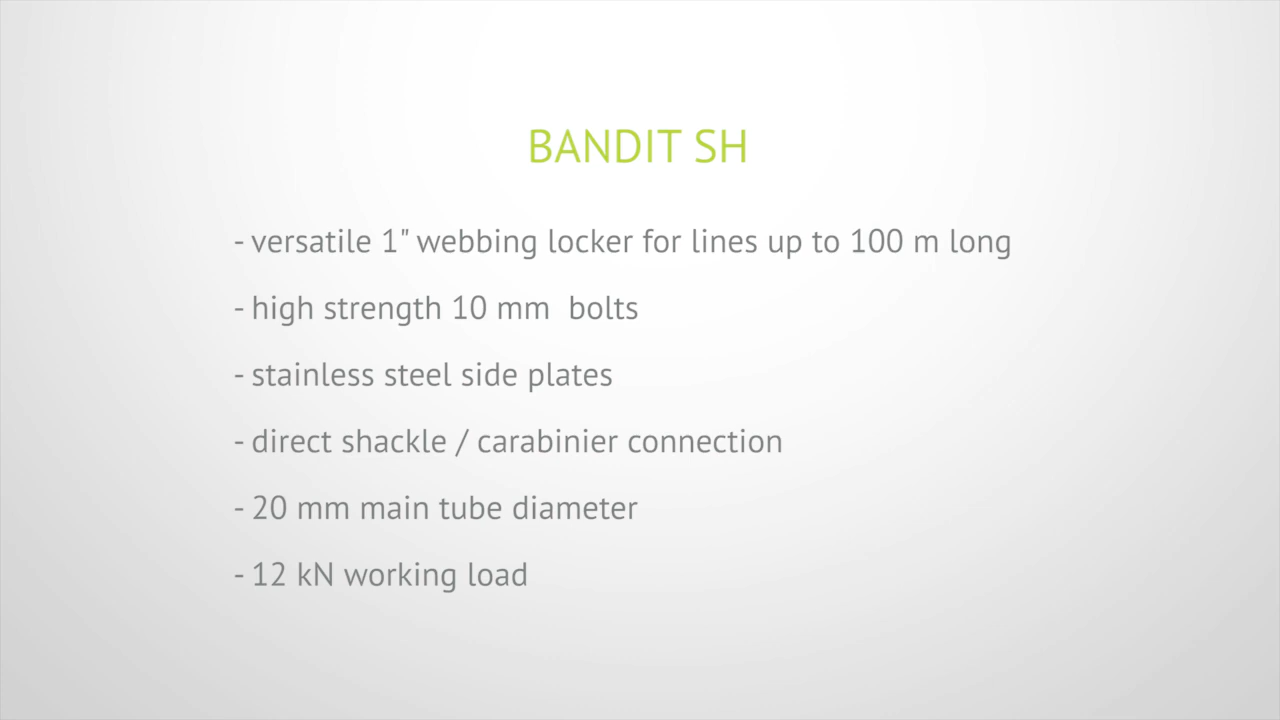 BANDIT SH
- versatile 1" webbing locker for lines up to 100 m long
- high strength 10 mm  bolts
- stainless steel side plates
- direct shackle / carabinier connection
- 20 mm main tube diameter
- 12 kN working load